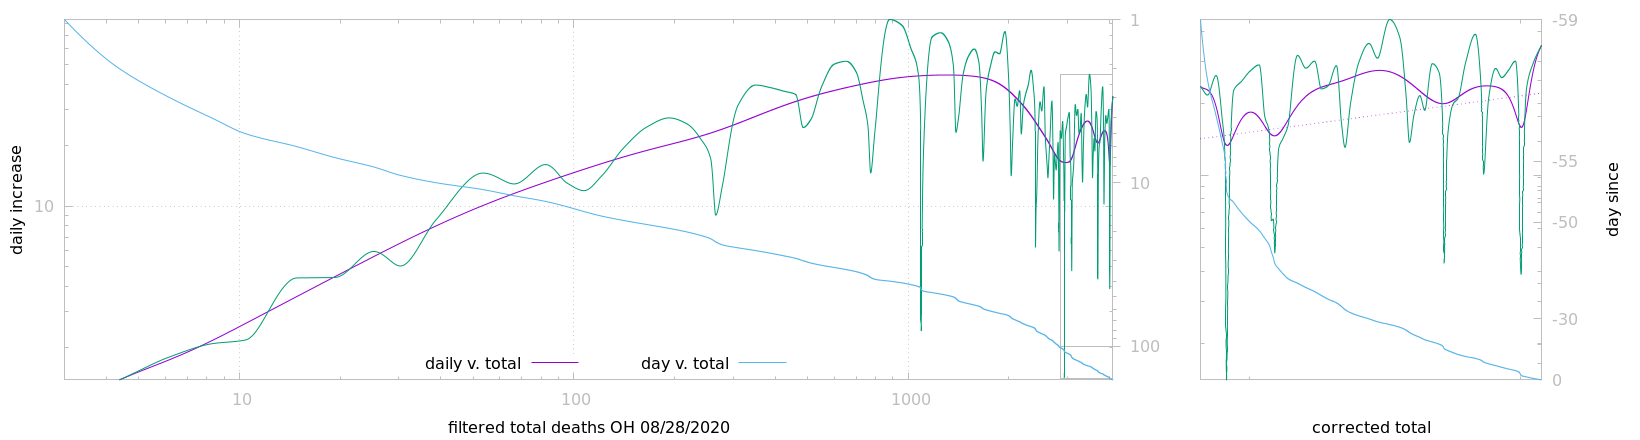 daily increase
10
daily v. total
day v. total
10
100
1000
filtered total deaths OH 08/28/2020
1
10
100
-59
-55
-50
-30
0
day since
corrected total